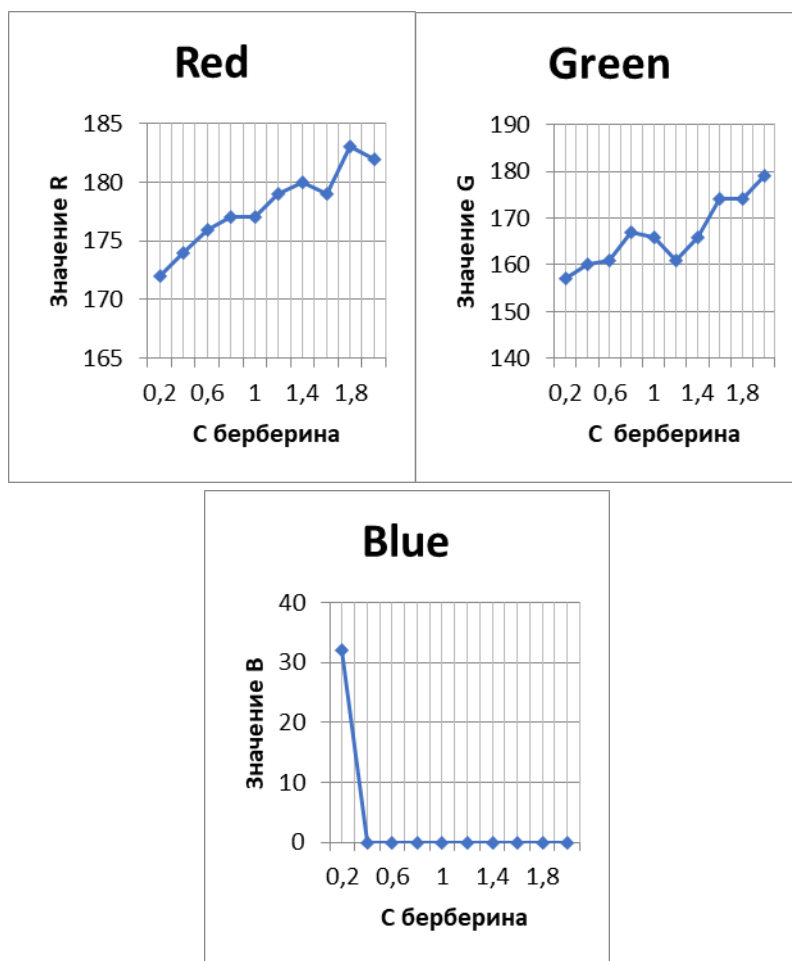 Red
185
180
175
170
165
Значение R
0,2 0,6 1 1,4 1,8
С берберина
Green
190
180
170
160
150
140
Значение G
0,2 0,6 1 1,4 1,8
С берберина
Blue
40
30
20
10
0
Значение B
0,2 0,6 1 1,4 1,8
С берберина